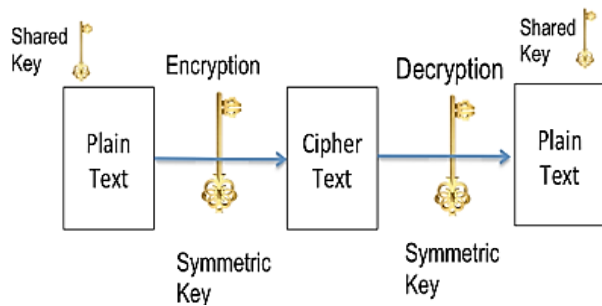 Shared
Key
Encryption
Decryption
Shared
Key
Plain
Text
Cipher
Text
Plain
Text
Symmetric
Key
Symmetric
Key